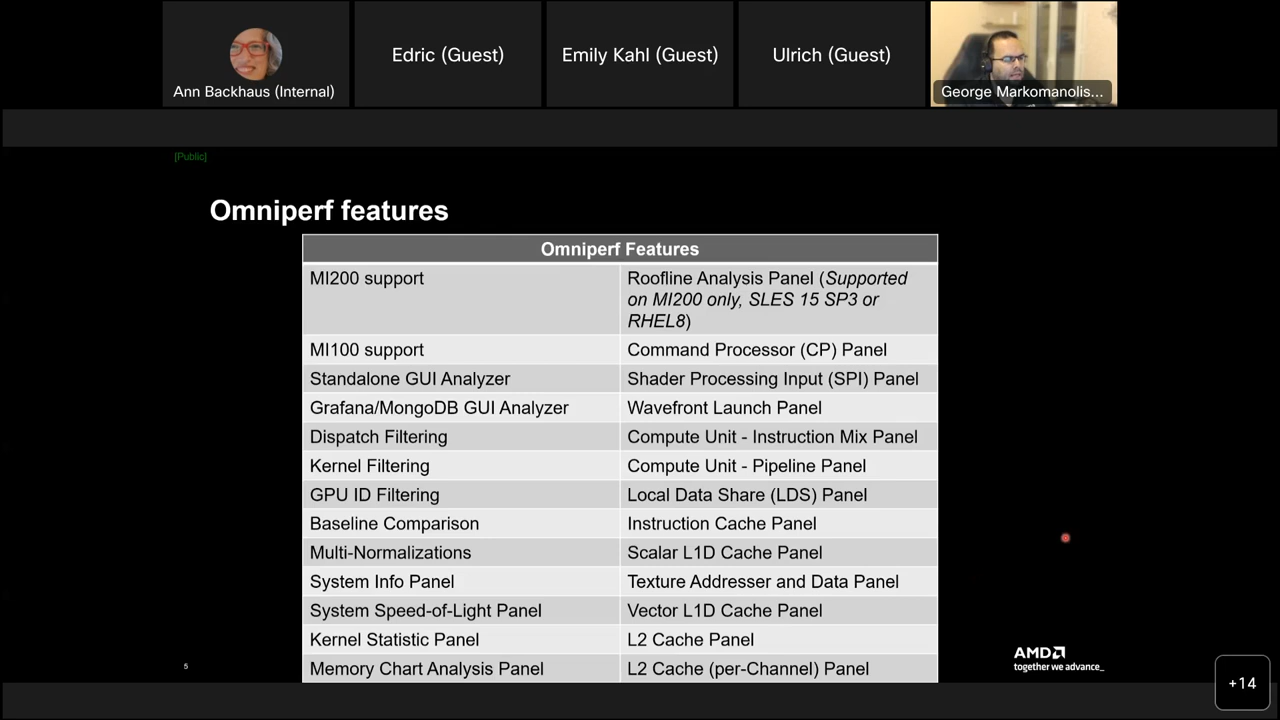 Ann Backhaus (Internal)
Edric (Guest)
Emily Kahl (Guest)
Ulrich (Guest)
George Markomanolis...
[Public]
Omniperf features
Omniperf Features
MI200 support
Roofline Analysis Panel (Supported
on MI200 only, SLES 15 SP3 or
RHEL8)
MI100 support
Command Processor (CP) Panel
Standalone GUI Analyzer
Shader Processing Input (SPI) Panel
Grafana/MongoDB GUI Analyzer
Wavefront Launch Panel
Dispatch Filtering
Compute Unit - Instruction Mix Panel
Kernel Filtering
Compute Unit - Pipeline Panel
GPU ID Filtering
Local Data Share (LDS) Panel
Baseline Comparison
Instruction Cache Panel
Multi-Normalizations
Scalar L1D Cache Panel
System Info Panel
Texture Addresser and Data Panel
System Speed-of-Light Panel
Vector L1D Cache Panel
Kernel Statistic Panel
L2 Cache Panel
Memory Chart Analysis Panel
L2 Cache (per-Channel) Panel
5
AMD
together we advance_
+14